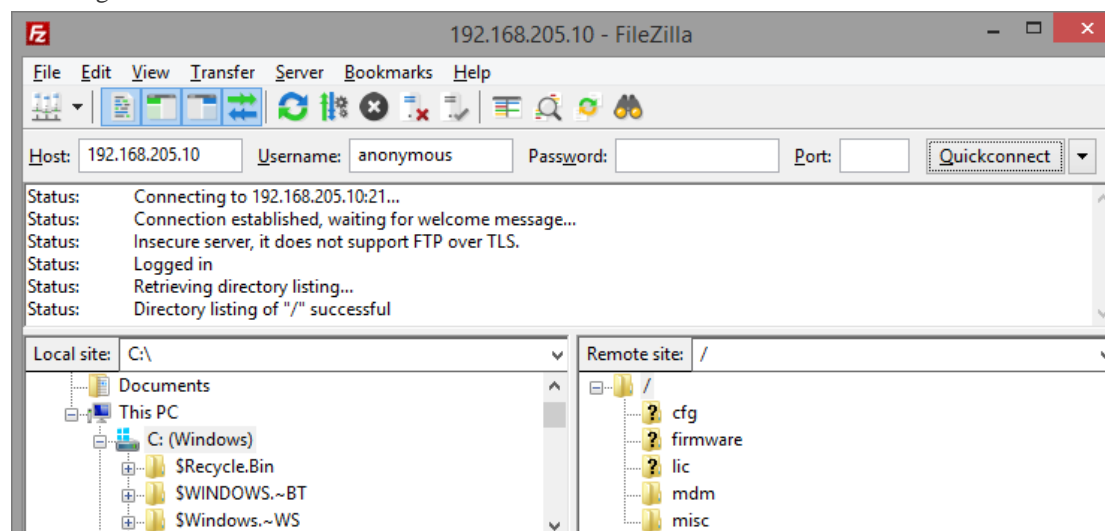 192.168.205.10 - FileZilla
File Edit View Transfer Server Bookmarks Help
Host: 192.168.205.10 Username: anonymous Password: Port: Quickconnect
Status: Connecting to 192.168.205.10:21...
Status: Connection established, waiting for welcome message...
Status: Insecure server, it does not support FTP over TLS.
Status: Logged in
Status: Retrieving directory listing...
Status: Directory listing of "/" successful
Local site: C:\
Remote site: /
Documents
This PC
C: (Windows)
$Recycle.Bin
$WINDOWS.~BT
$Windows.~WS
/
cfg
firmware
lic
mdm
misc